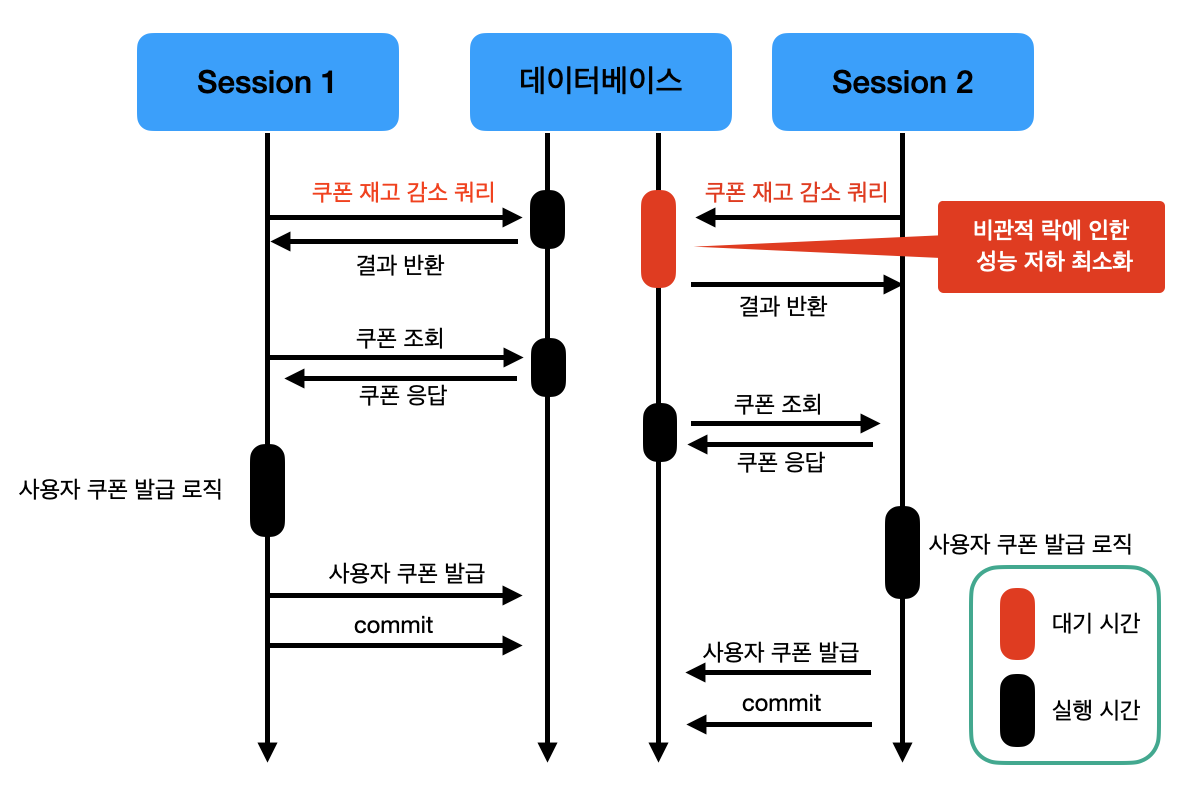 Session 1
데이터베이스
Session 2
쿠폰 재고 감소 쿼리
쿠폰 재고 감소 쿼리
비관적 락에 인한
성능 저하 최소화
결과 반환
결과 반환
쿠폰 조회
쿠폰 응답
쿠폰 조회
쿠폰 응답
사용자 쿠폰 발급 로직
사용자 쿠폰 발급 로직
사용자 쿠폰 발급
commit
대기 시간
사용자 쿠폰 발급
commit
실행 시간